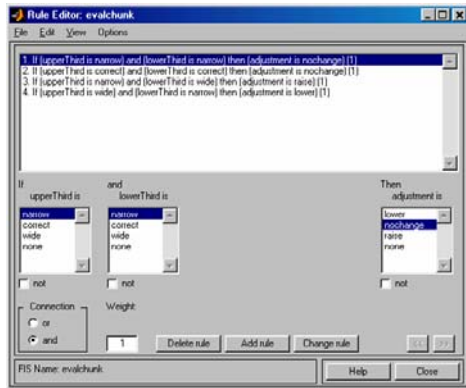 Rule Editor: evalchunk
File Edit View Options
1. If (upperThird is narrow) and (lowerThird is narrow) then (adjustment is nochange) (1)
2. If (upperThird is correct) and (lowerThird is correct) then (adjustment is nochange) (1)
3. If (upperThird is narrow) and (lowerThird is wide) then (adjustment is raise) (1)
4. If (upperThird is wide) and (lowerThird is narrow) then (adjustment is lower) (1)
If and Then
upperThird is lowerThird is adjustment is
narrow narrow lower
correct correct nochange
wide wide raise
none none none
not not not
Connection Weight:
or
and 1 Delete rule Add rule Change rule << >>
FIS Name: evalchunk Help Close